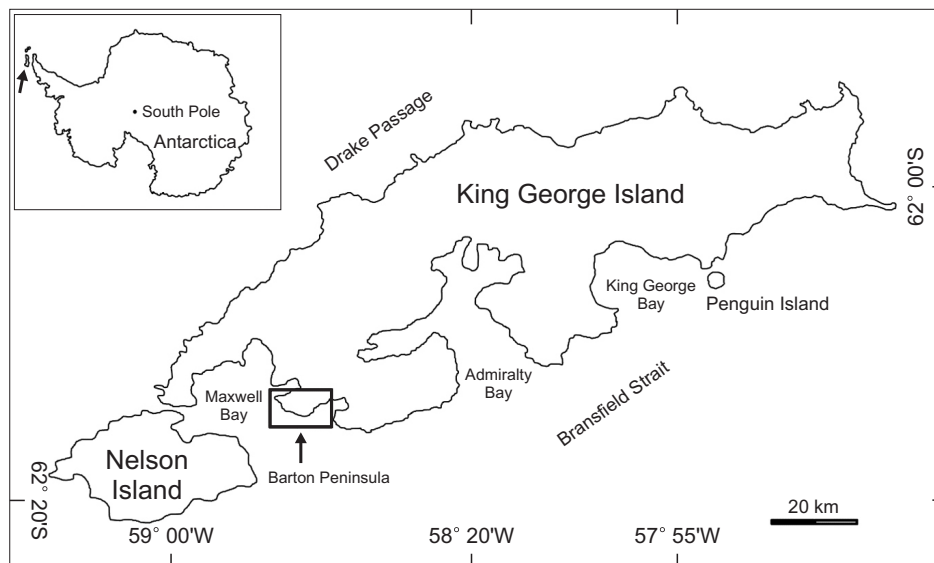 South Pole
Antarctica
Drake Passage
King George Island
62° 00'S
King George
Bay
Penguin Island
Admiralty
Bay
Bransfield Strait
Maxwell
Bay
Nelson
Island
Barton Peninsula
62° 20'S
20 km
59° 00'W
58° 20'W
57° 55'W